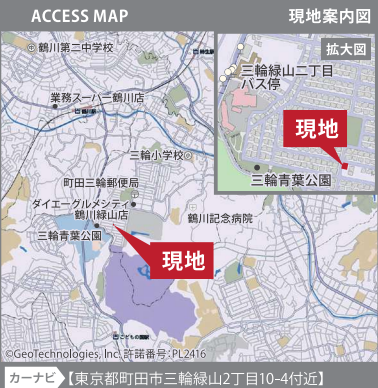 ACCESS MAP
現地案内図
鶴川第二中学校
業務スーパー鶴川店
三輪小学校
町田三輪郵便局
ダイエーグルメシティ
鶴川緑山店
三輪青葉公園
鶴川記念病院
現地
こどもの国駅
拡大図
三輪緑山二丁目
バス停
現地
三輪青葉公園
©GeoTechnologies, Inc. 許諾番号:PL2416
カーナビ 【東京都町田市三輪緑山2丁目10-4付近】